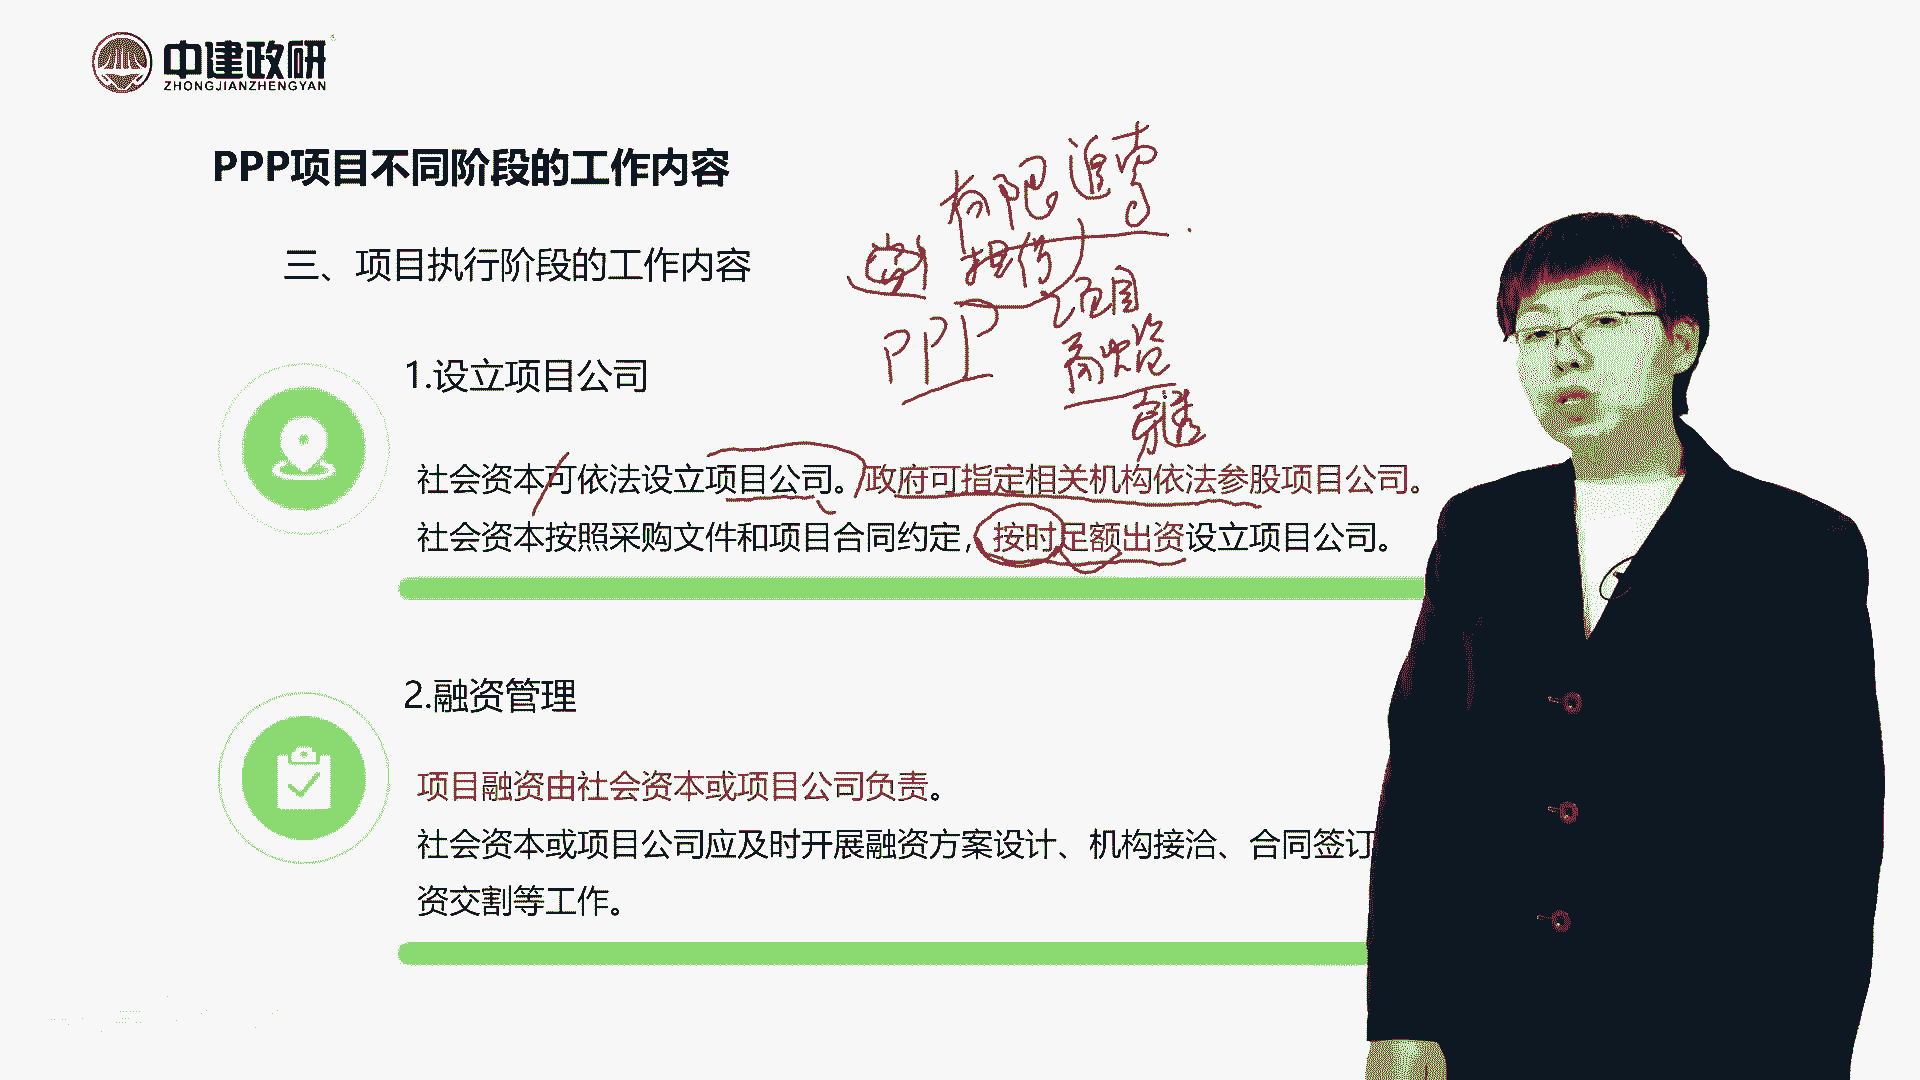 中建政研
ZHONGJIANZHENGYAN
PPP项目不同阶段的工作内容
有限追索
担保
三、项目执行阶段的工作内容
项目
PPP
融资
1.设立项目公司
社会资本可依法设立项目公司。政府可指定相关机构依法参股项目公司。
社会资本按照采购文件和项目合同约定,按时足额出资设立项目公司。
2.融资管理
项目融资由社会资本或项目公司负责。
社会资本或项目公司应及时开展融资方案设计、机构接洽、合同签订
资交割等工作。